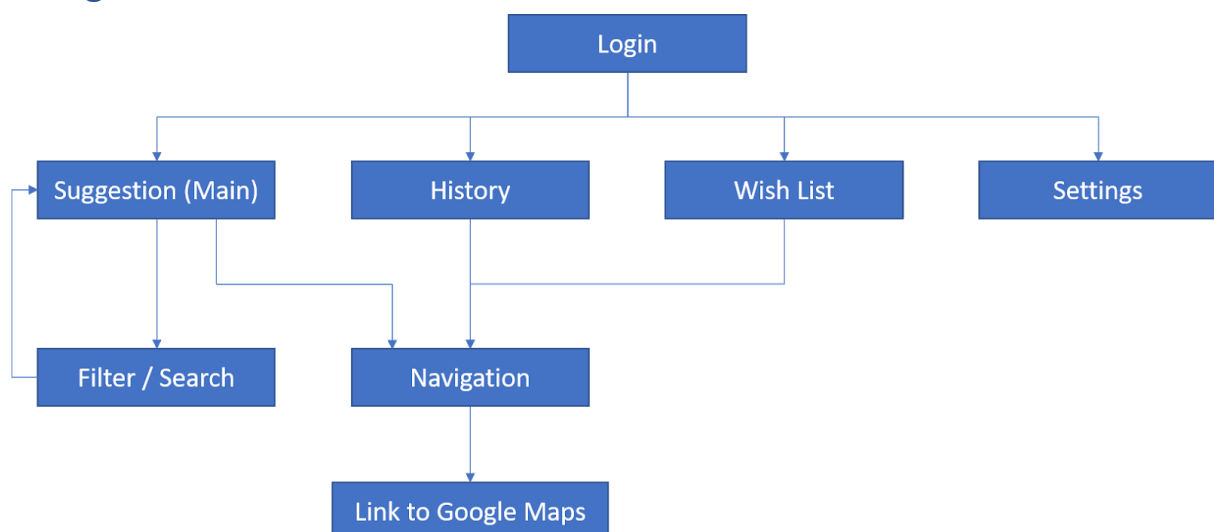 Login
Suggestion (Main)
History
Wish List
Settings
Filter / Search
Navigation
Link to Google Maps